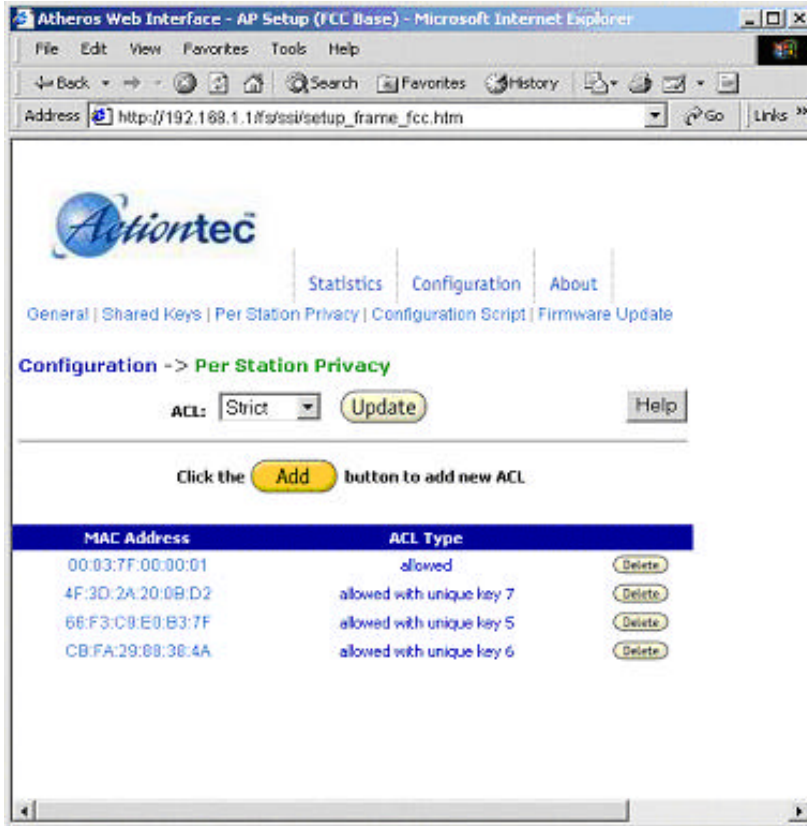 Atheros Web Interface - AP Setup (FCC Base) - Microsoft Internet Explorer
File Edit View Favorites Tools Help
Back Search Favorites History
Address http://192.168.1.1/fs/ssi/setup_frame_fcc.htm Go Links »
Actiontec
Statistics Configuration About
General | Shared Keys | Per Station Privacy | Configuration Script | Firmware Update
Configuration -> Per Station Privacy
ACL: Strict Update Help
Click the Add button to add new ACL
MAC Address ACL Type
00:03:7F:00:00:01 allowed Delete
4F:3D:2A:20:0B:D2 allowed with unique key 7 Delete
66:F3:C9:E0:B3:7F allowed with unique key 5 Delete
CB:FA:29:88:38:4A allowed with unique key 6 Delete